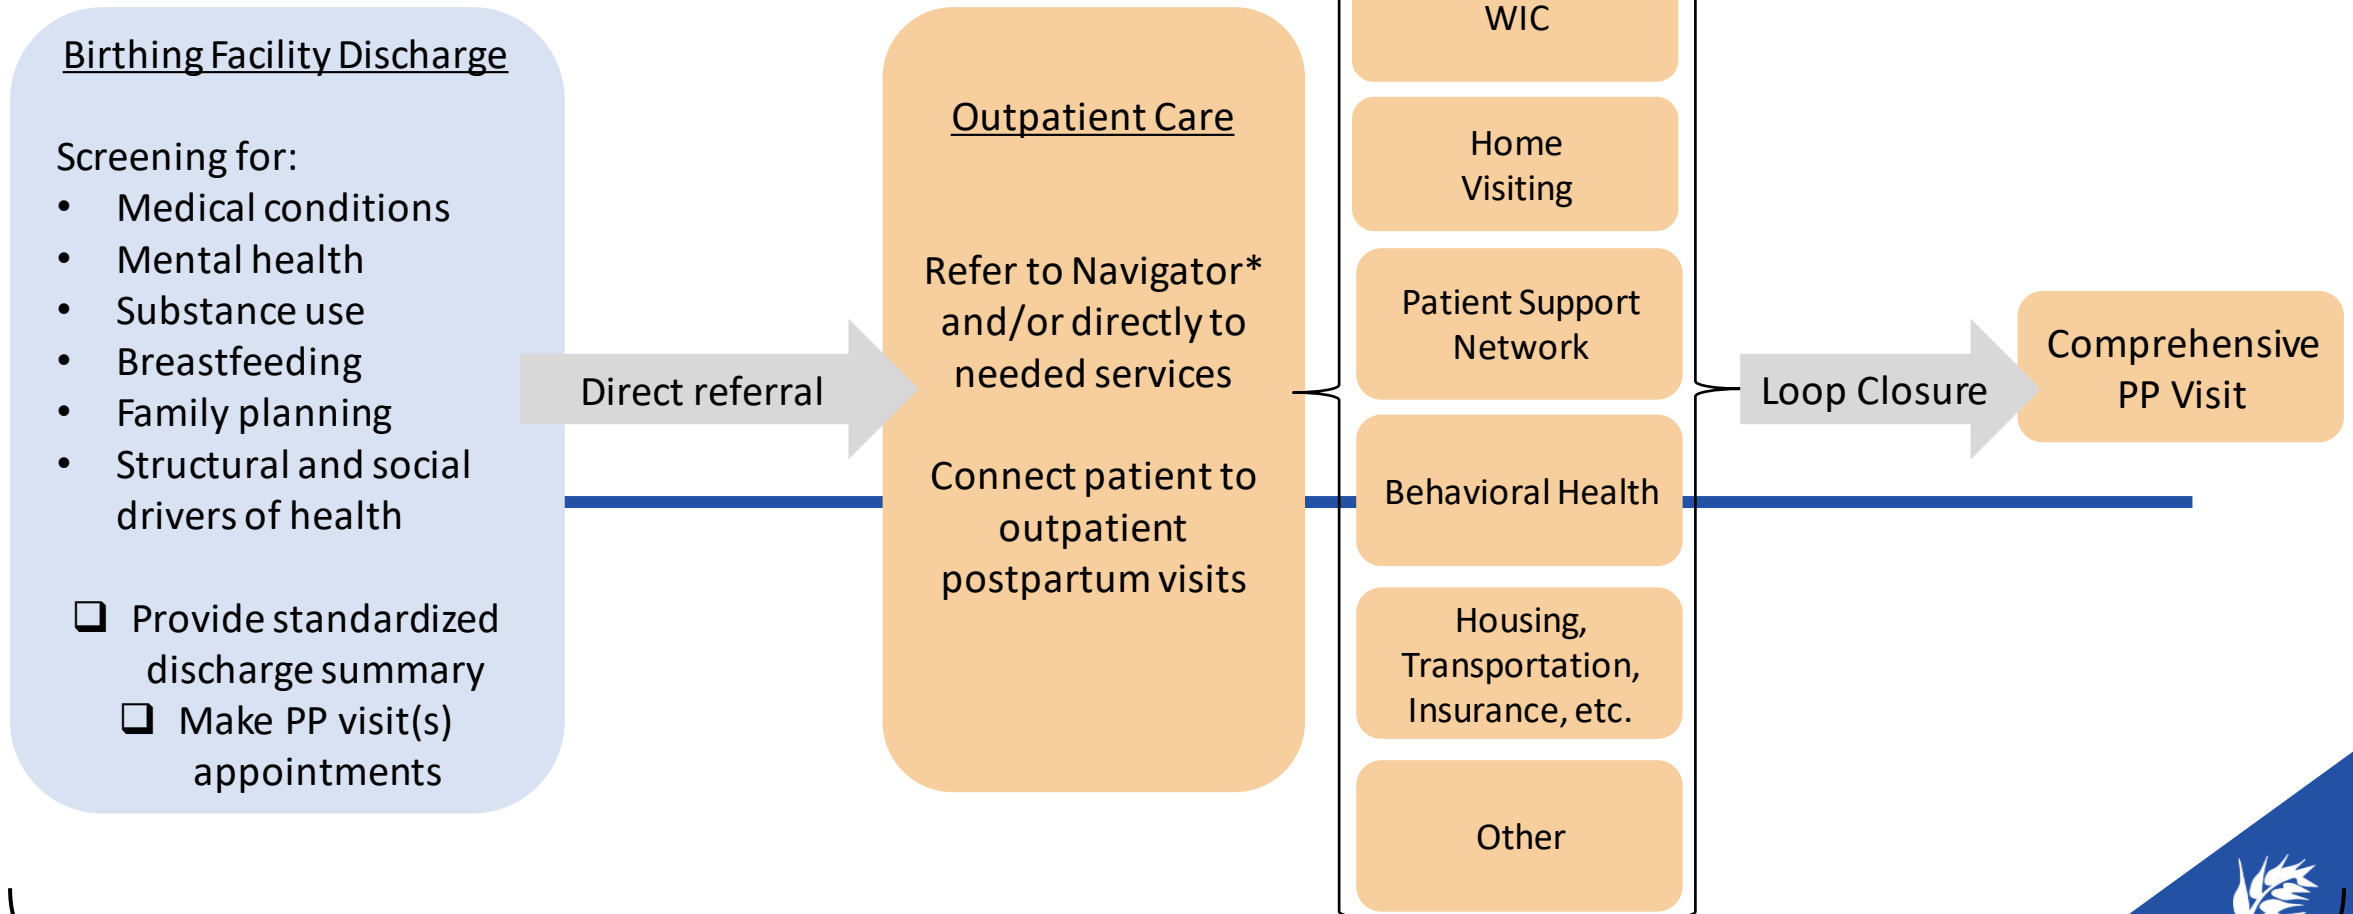 Birthing Facility Discharge
Screening for:
• Medical conditions
• Mental health
• Substance use
• Breastfeeding
• Family planning
• Structural and social
drivers of health
❑ Provide standardized
discharge summary
❑ Make PP visit(s)
appointments
Direct referral
Outpatient Care
Refer to Navigator*
and/or directly to
needed services
Connect patient to
outpatient
postpartum visits
WIC
Home
Visiting
Patient Support
Network
Behavioral Health
Housing,
Transportation,
Insurance, etc.
Other
Loop Closure
Comprehensive
PP Visit